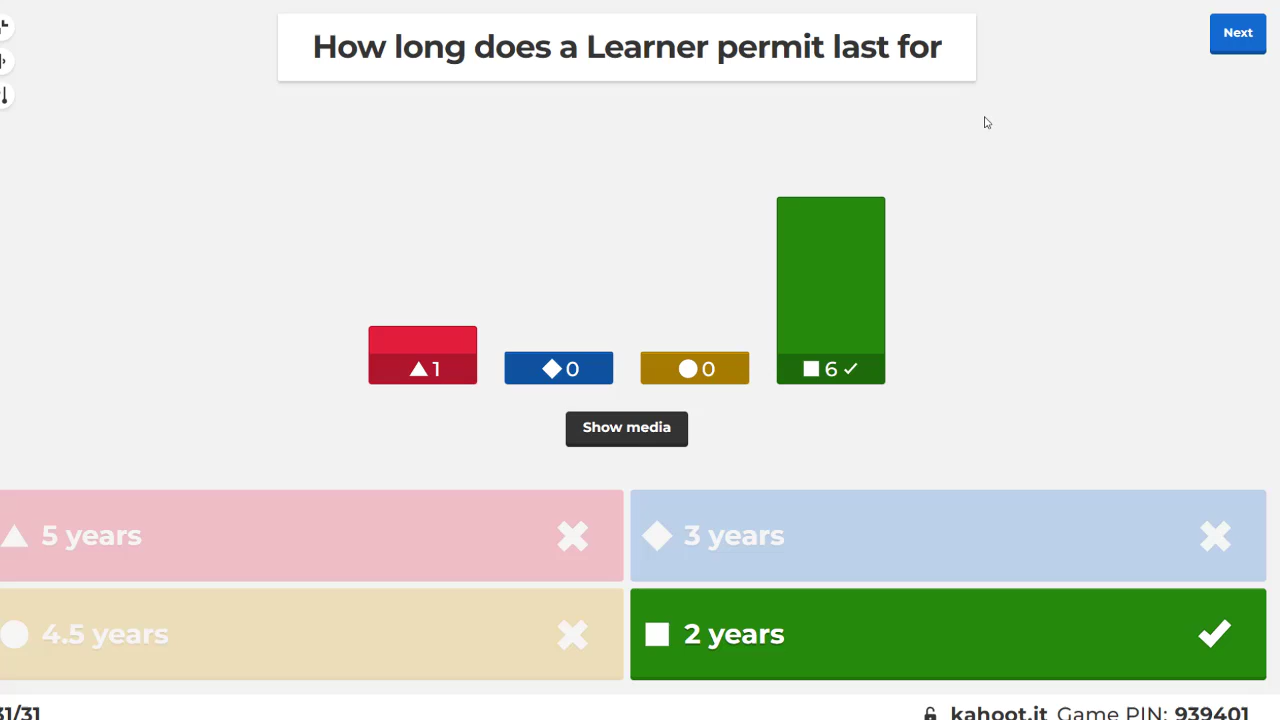 How long does a Learner permit last for
Next
1
0
0
6
Show media
5 years
3 years
4.5 years
2 years
31/31
kahoot.it Game PIN: 939401